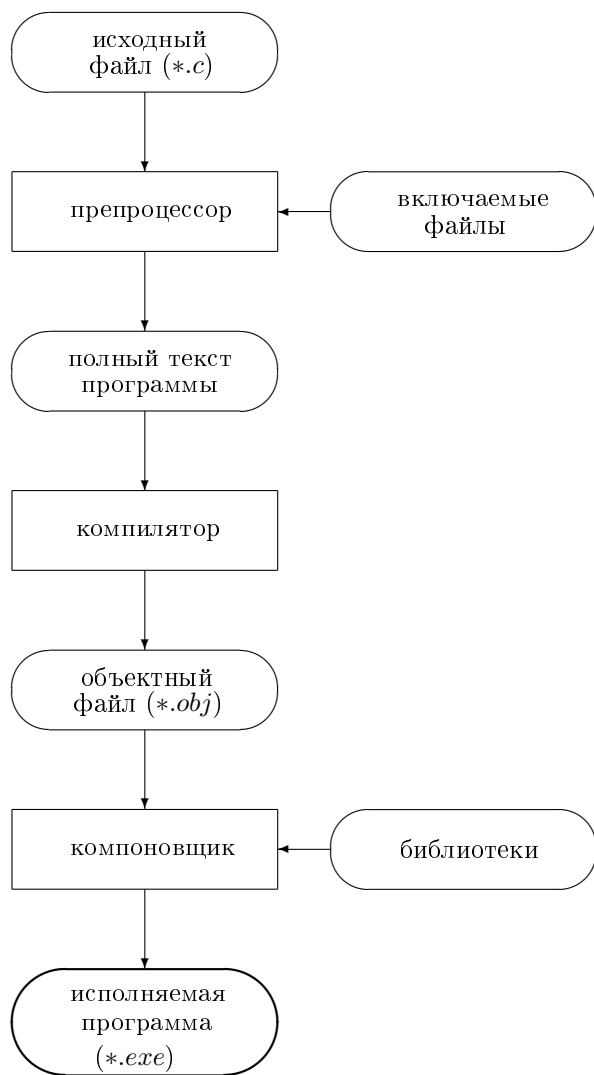 исходный
файл (*.c)
препроцессор
включаемые
файлы
полный текст
программы
компилятор
объектный
файл (*.obj)
компоновщик
библиотеки
исполняемая
программа
(*.exe)